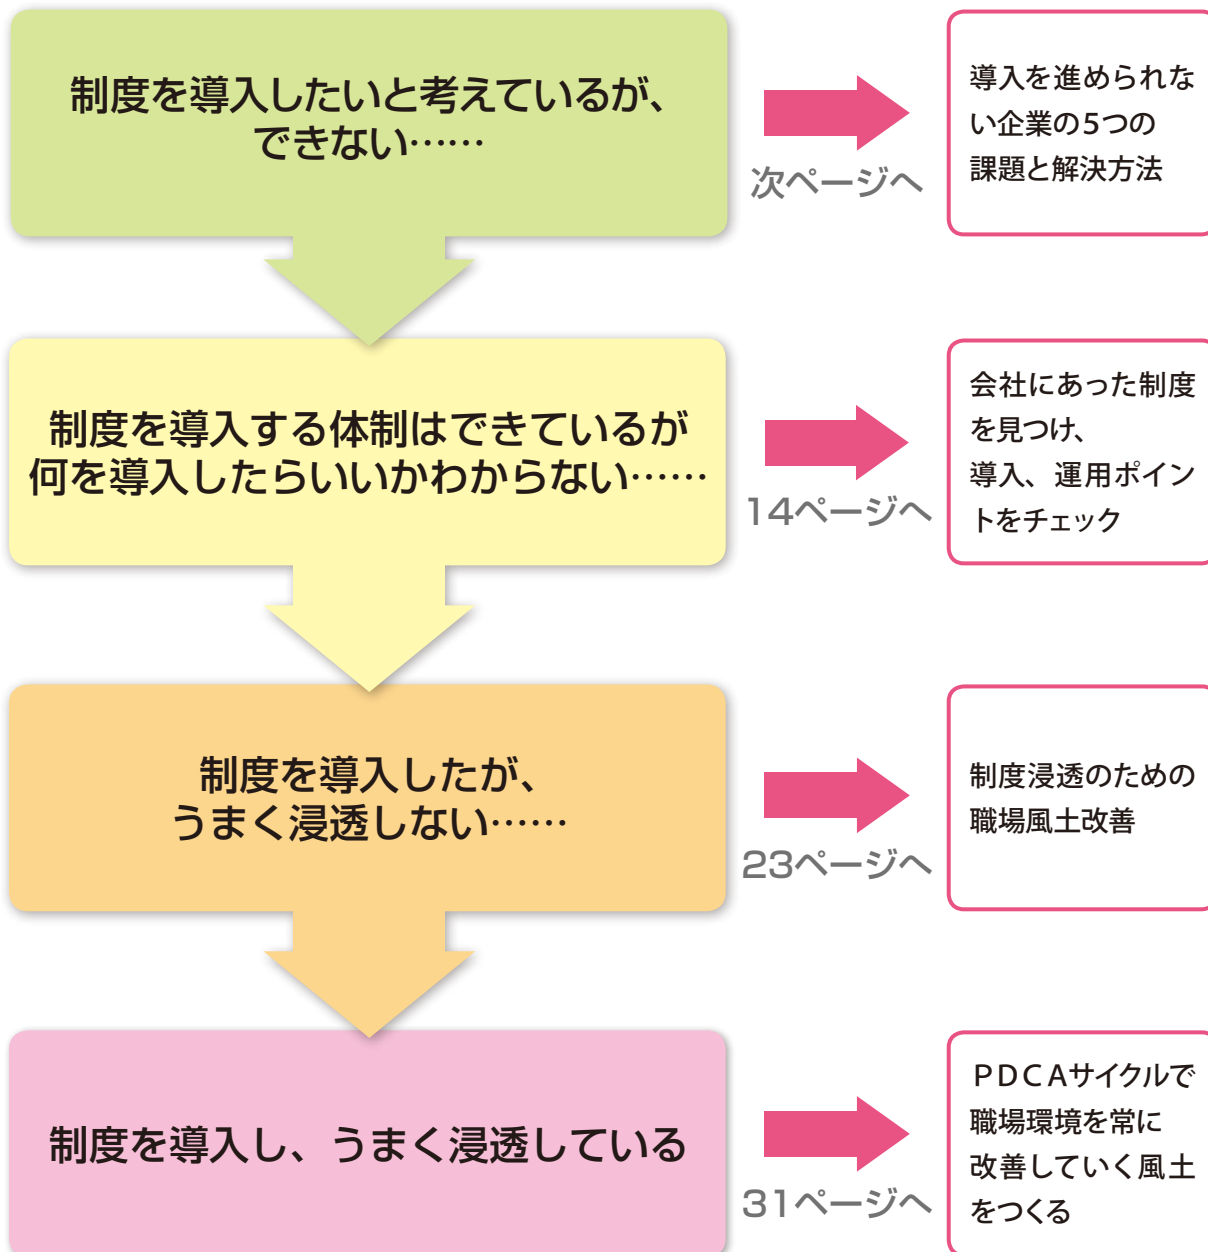 制度を導入したいと考えているが、
できない……
次ページへ
導入を進められな
い企業の5つの
課題と解決方法
制度を導入する体制はできているが
何を導入したらいいかわからない……
14ページへ
会社にあった制度
を見つけ、
導入、運用ポイン
トをチェック
制度を導入したが、
うまく浸透しない……
23ページへ
制度浸透のための
職場風土改善
制度を導入し、うまく浸透している
31ページへ
PDCAサイクルで
職場環境を常に
改善していく風土
をつくる